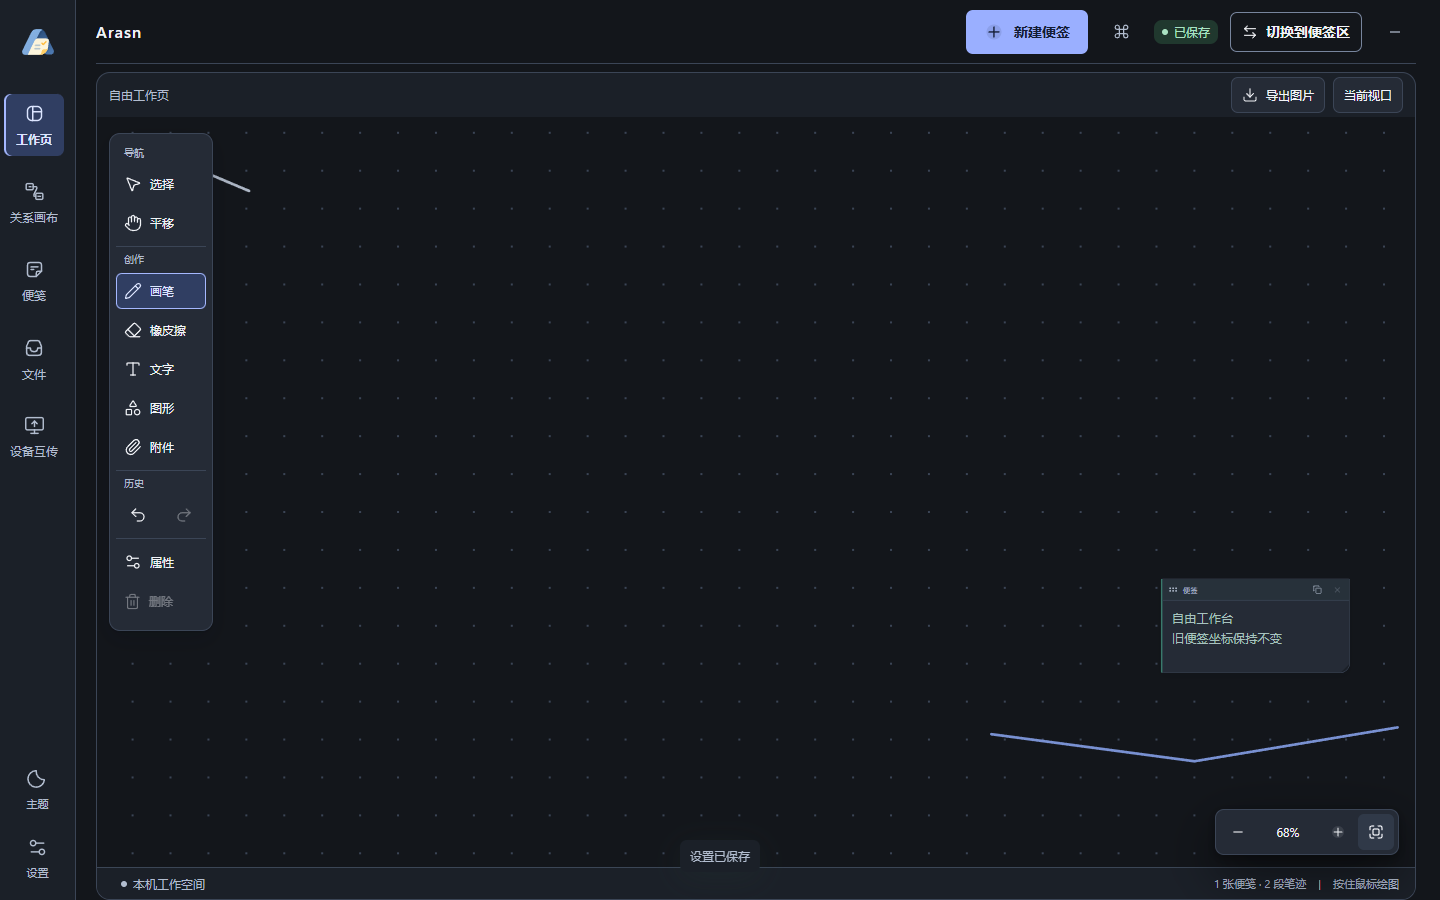 Arasn
新建便签
已保存
切换到便签区
工作页
关系画布
便笺
文件
设备互传
主题
设置
自由工作页
导出图片
当前视口
导航
选择
平移
创作
画笔
橡皮擦
文字
图形
附件
历史
属性
删除
便签
自由工作台
旧便签坐标保持不变
68%
设置已保存
本机工作空间
1 张便笺 · 2 段笔迹 | 按住鼠标绘图